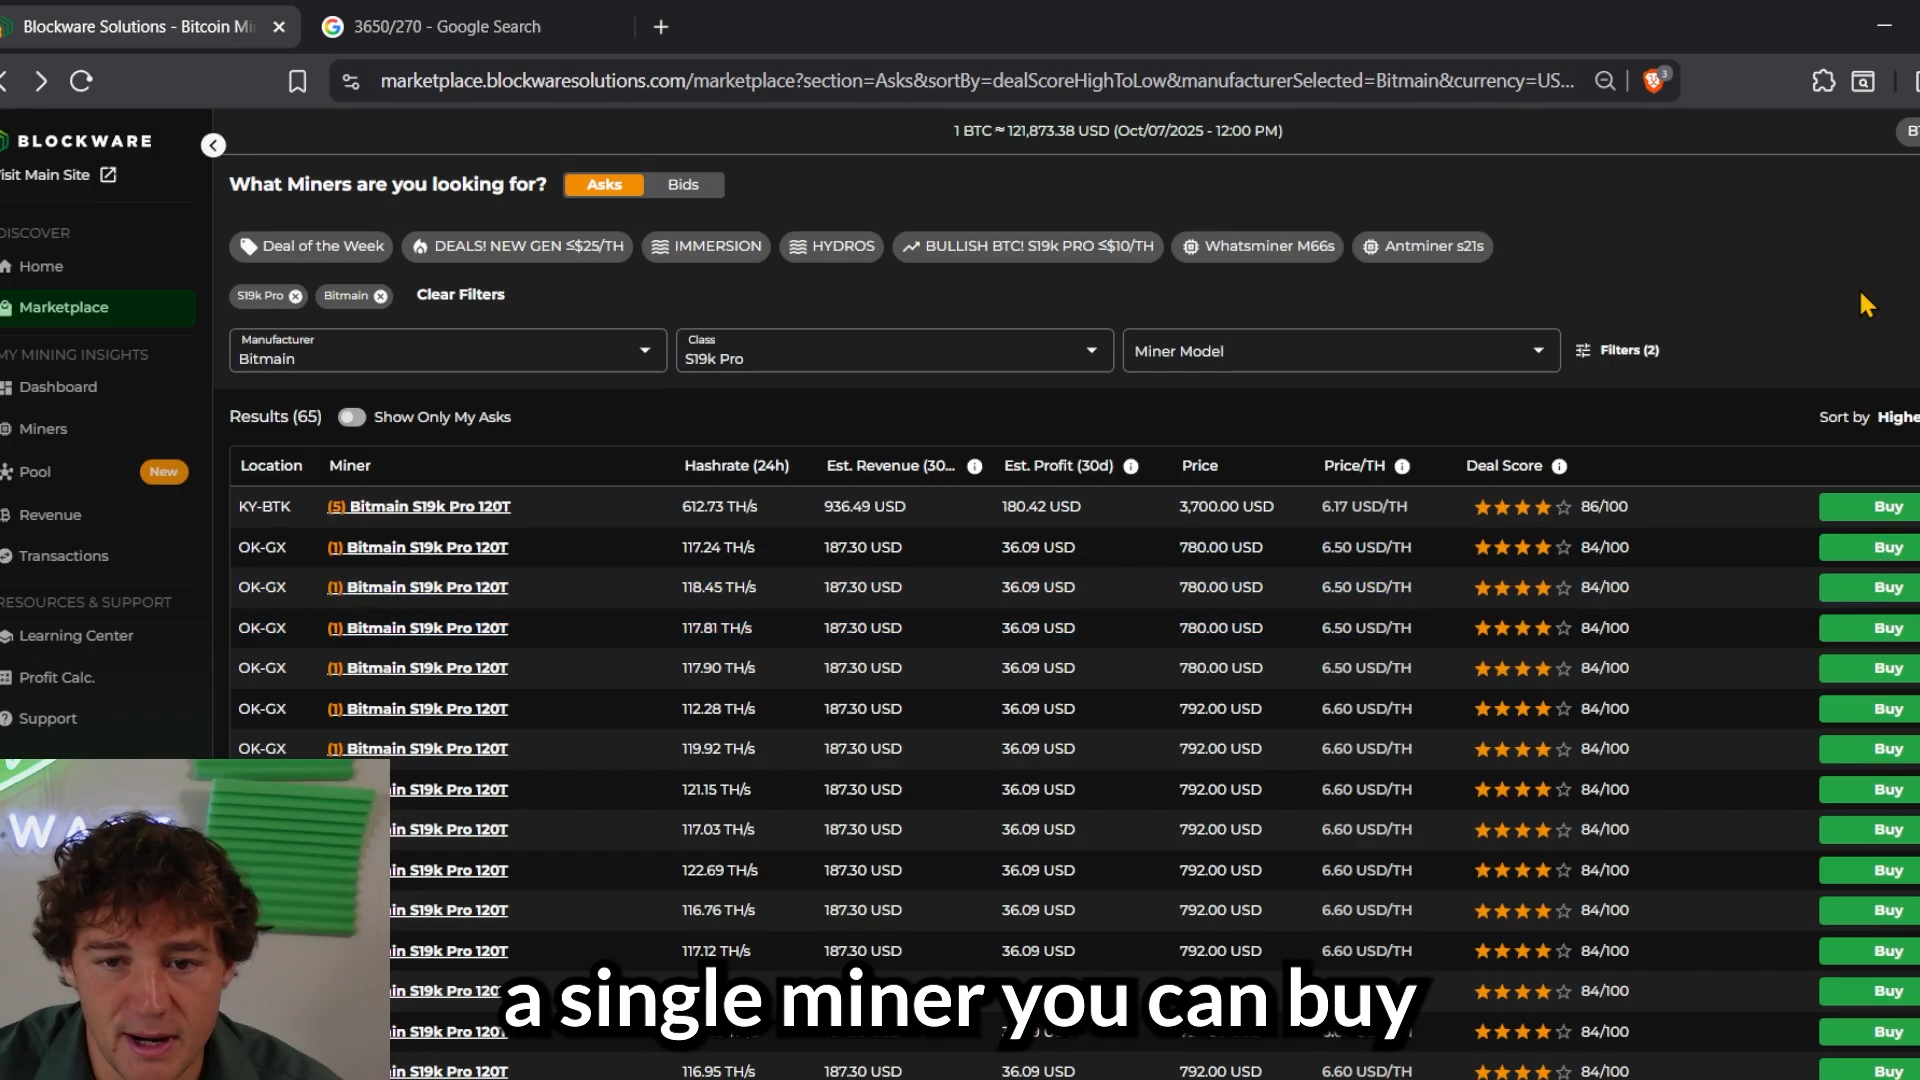 Blockware Solutions - Bitcoin Mi
3650/270 - Google Search
marketplace.blockwaresolutions.com/marketplace?section=Asks&sortBy=dealScoreHighToLow&manufacturerSelected=Bitmain&currency=US...
3
BLOCKWARE
1 BTC ≈ 121,873.38 USD (Oct/07/2025 - 12:00 PM)
isit Main Site
What Miners are you looking for?
Asks
Bids
DISCOVER
Home
Marketplace
MY MINING INSIGHTS
Dashboard
Miners
Pool
New
Revenue
Transactions
RESOURCES & SUPPORT
Learning Center
Profit Calc.
Support
Deal of the Week
DEALS! NEW GEN ≤$25/TH
IMMERSION
HYDROS
BULLISH BTC! S19k PRO ≤$10/TH
Whatsminer M66s
Antminer s21s
S19k Pro
Bitmain
Clear Filters
Manufacturer
Bitmain
Class
S19k Pro
Miner Model
Filters (2)
Results (65)
Show Only My Asks
Sort by Highe
Location Miner Hashrate (24h) Est. Revenue (30... Est. Profit (30d) Price Price/TH Deal Score
KY-BTK (5) Bitmain S19k Pro 120T 612.73 TH/s 936.49 USD 180.42 USD 3,700.00 USD 6.17 USD/TH 86/100 Buy
OK-GX (1) Bitmain S19k Pro 120T 117.24 TH/s 187.30 USD 36.09 USD 780.00 USD 6.50 USD/TH 84/100 Buy
OK-GX (1) Bitmain S19k Pro 120T 118.45 TH/s 187.30 USD 36.09 USD 780.00 USD 6.50 USD/TH 84/100 Buy
OK-GX (1) Bitmain S19k Pro 120T 117.81 TH/s 187.30 USD 36.09 USD 780.00 USD 6.50 USD/TH 84/100 Buy
OK-GX (1) Bitmain S19k Pro 120T 117.90 TH/s 187.30 USD 36.09 USD 780.00 USD 6.50 USD/TH 84/100 Buy
OK-GX (1) Bitmain S19k Pro 120T 112.28 TH/s 187.30 USD 36.09 USD 792.00 USD 6.60 USD/TH 84/100 Buy
OK-GX (1) Bitmain S19k Pro 120T 119.92 TH/s 187.30 USD 36.09 USD 792.00 USD 6.60 USD/TH 84/100 Buy
in S19k Pro 120T 121.15 TH/s 187.30 USD 36.09 USD 792.00 USD 6.60 USD/TH 84/100 Buy
in S19k Pro 120T 117.03 TH/s 187.30 USD 36.09 USD 792.00 USD 6.60 USD/TH 84/100 Buy
in S19k Pro 120T 122.69 TH/s 187.30 USD 36.09 USD 792.00 USD 6.60 USD/TH 84/100 Buy
in S19k Pro 120T 116.76 TH/s 187.30 USD 36.09 USD 792.00 USD 6.60 USD/TH 84/100 Buy
in S19k Pro 120T 117.12 TH/s 187.30 USD 36.09 USD 792.00 USD 6.60 USD/TH 84/100 Buy
in S19k Pro 84/100 Buy
in S19k Pro 84/100 Buy
in S19k Pro 120T 116.95 TH/s 187.30 USD 36.09 USD 792.00 USD 6.60 USD/TH 84/100 Buy
a single miner you can buy